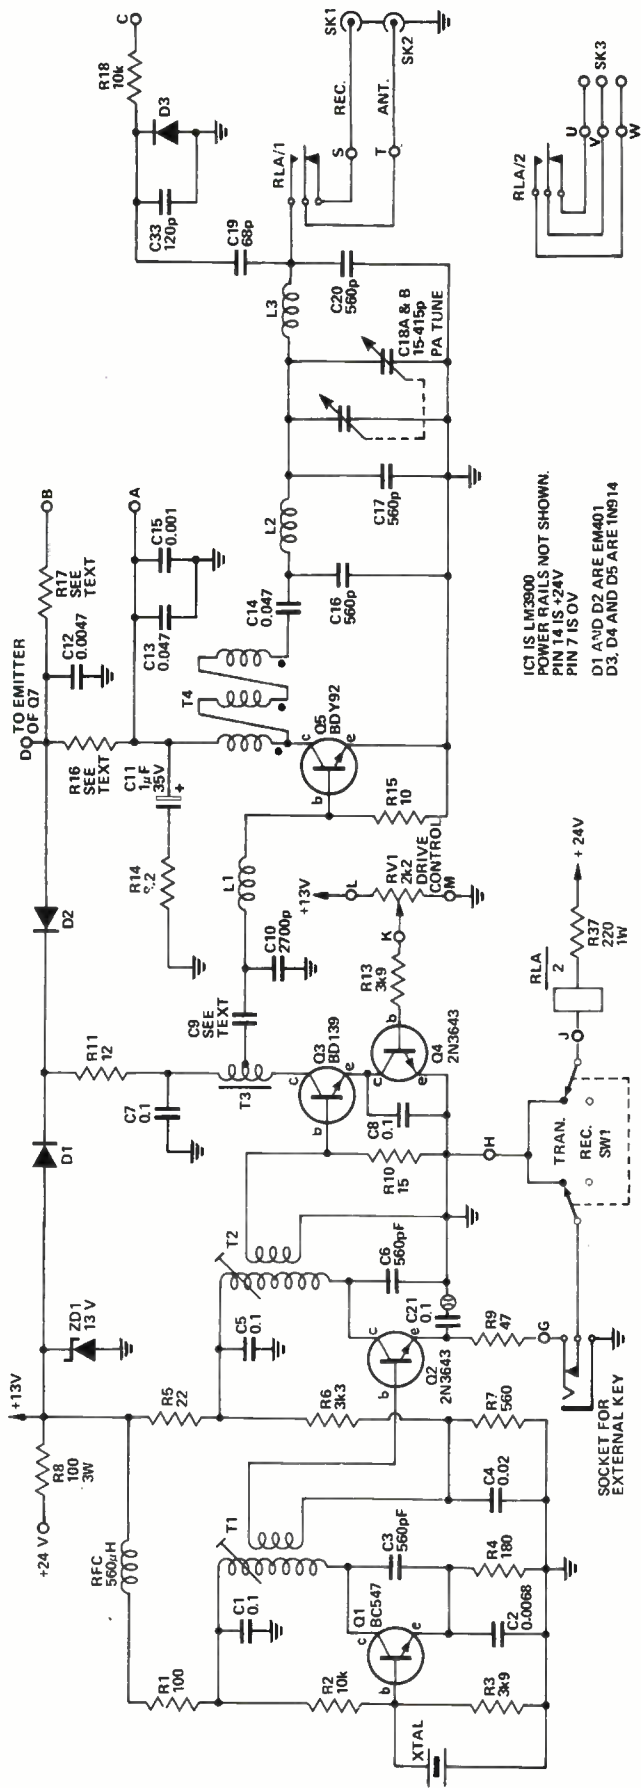 +24 V
R8
100
3W
+13V
ZD1
13 V
D1
D2
D
TO EMITTER
OF Q7
R17
SEE
TEXT
B
C12
0.0047
R16
SEE
TEXT
A
C13
0.047
C15
0.001
C11
1µF
35V
+
R14
RFC
560µH
R1
100
R5
22
R11
12
C7
0.1
C1
0.1
T1
C5
0.1
T2
T3
C9
SEE
TEXT
C10
2700p
L1
T4
C14
0.047
L2
L3
C19
68p
C33
120p
D3
R18
10k
C
R2
10k
Q1
BC547
c
b
e
C3
560pF
R6
3k3
C6
560pF
Q3
BD139
c
b
e
+13V
L
RV1
2k2
DRIVE
CONTROL
M
Q5
BDY92
c
b
e
C16
560p
C17
560p
C18A & B
15-415p
PA TUNE
C20
560p
RLA/1
REC.
SK1
ANT.
SK2
S
T
XTAL
R3
3k9
C2
0.0068
R4
180
C4
0.02
R7
560
Q2
2N3643
c
b
e
C21
0.1
R9
47
G
R10
15
C8
0.1
Q4
2N3643
c
b
e
R13
3k9
K
R15
10
H
SOCKET FOR
EXTERNAL KEY
TRAN.
REC.
SW1
J
RLA
2
R37
220
1W
+ 24V
IC1 IS LM3900
POWER RAILS NOT SHOWN.
PIN 14 IS +24V
PIN 7 IS 0V
D1 AND D2 ARE EM401
D3, D4 AND D5 ARE 1N914
RLA/2
U
V
W
SK3